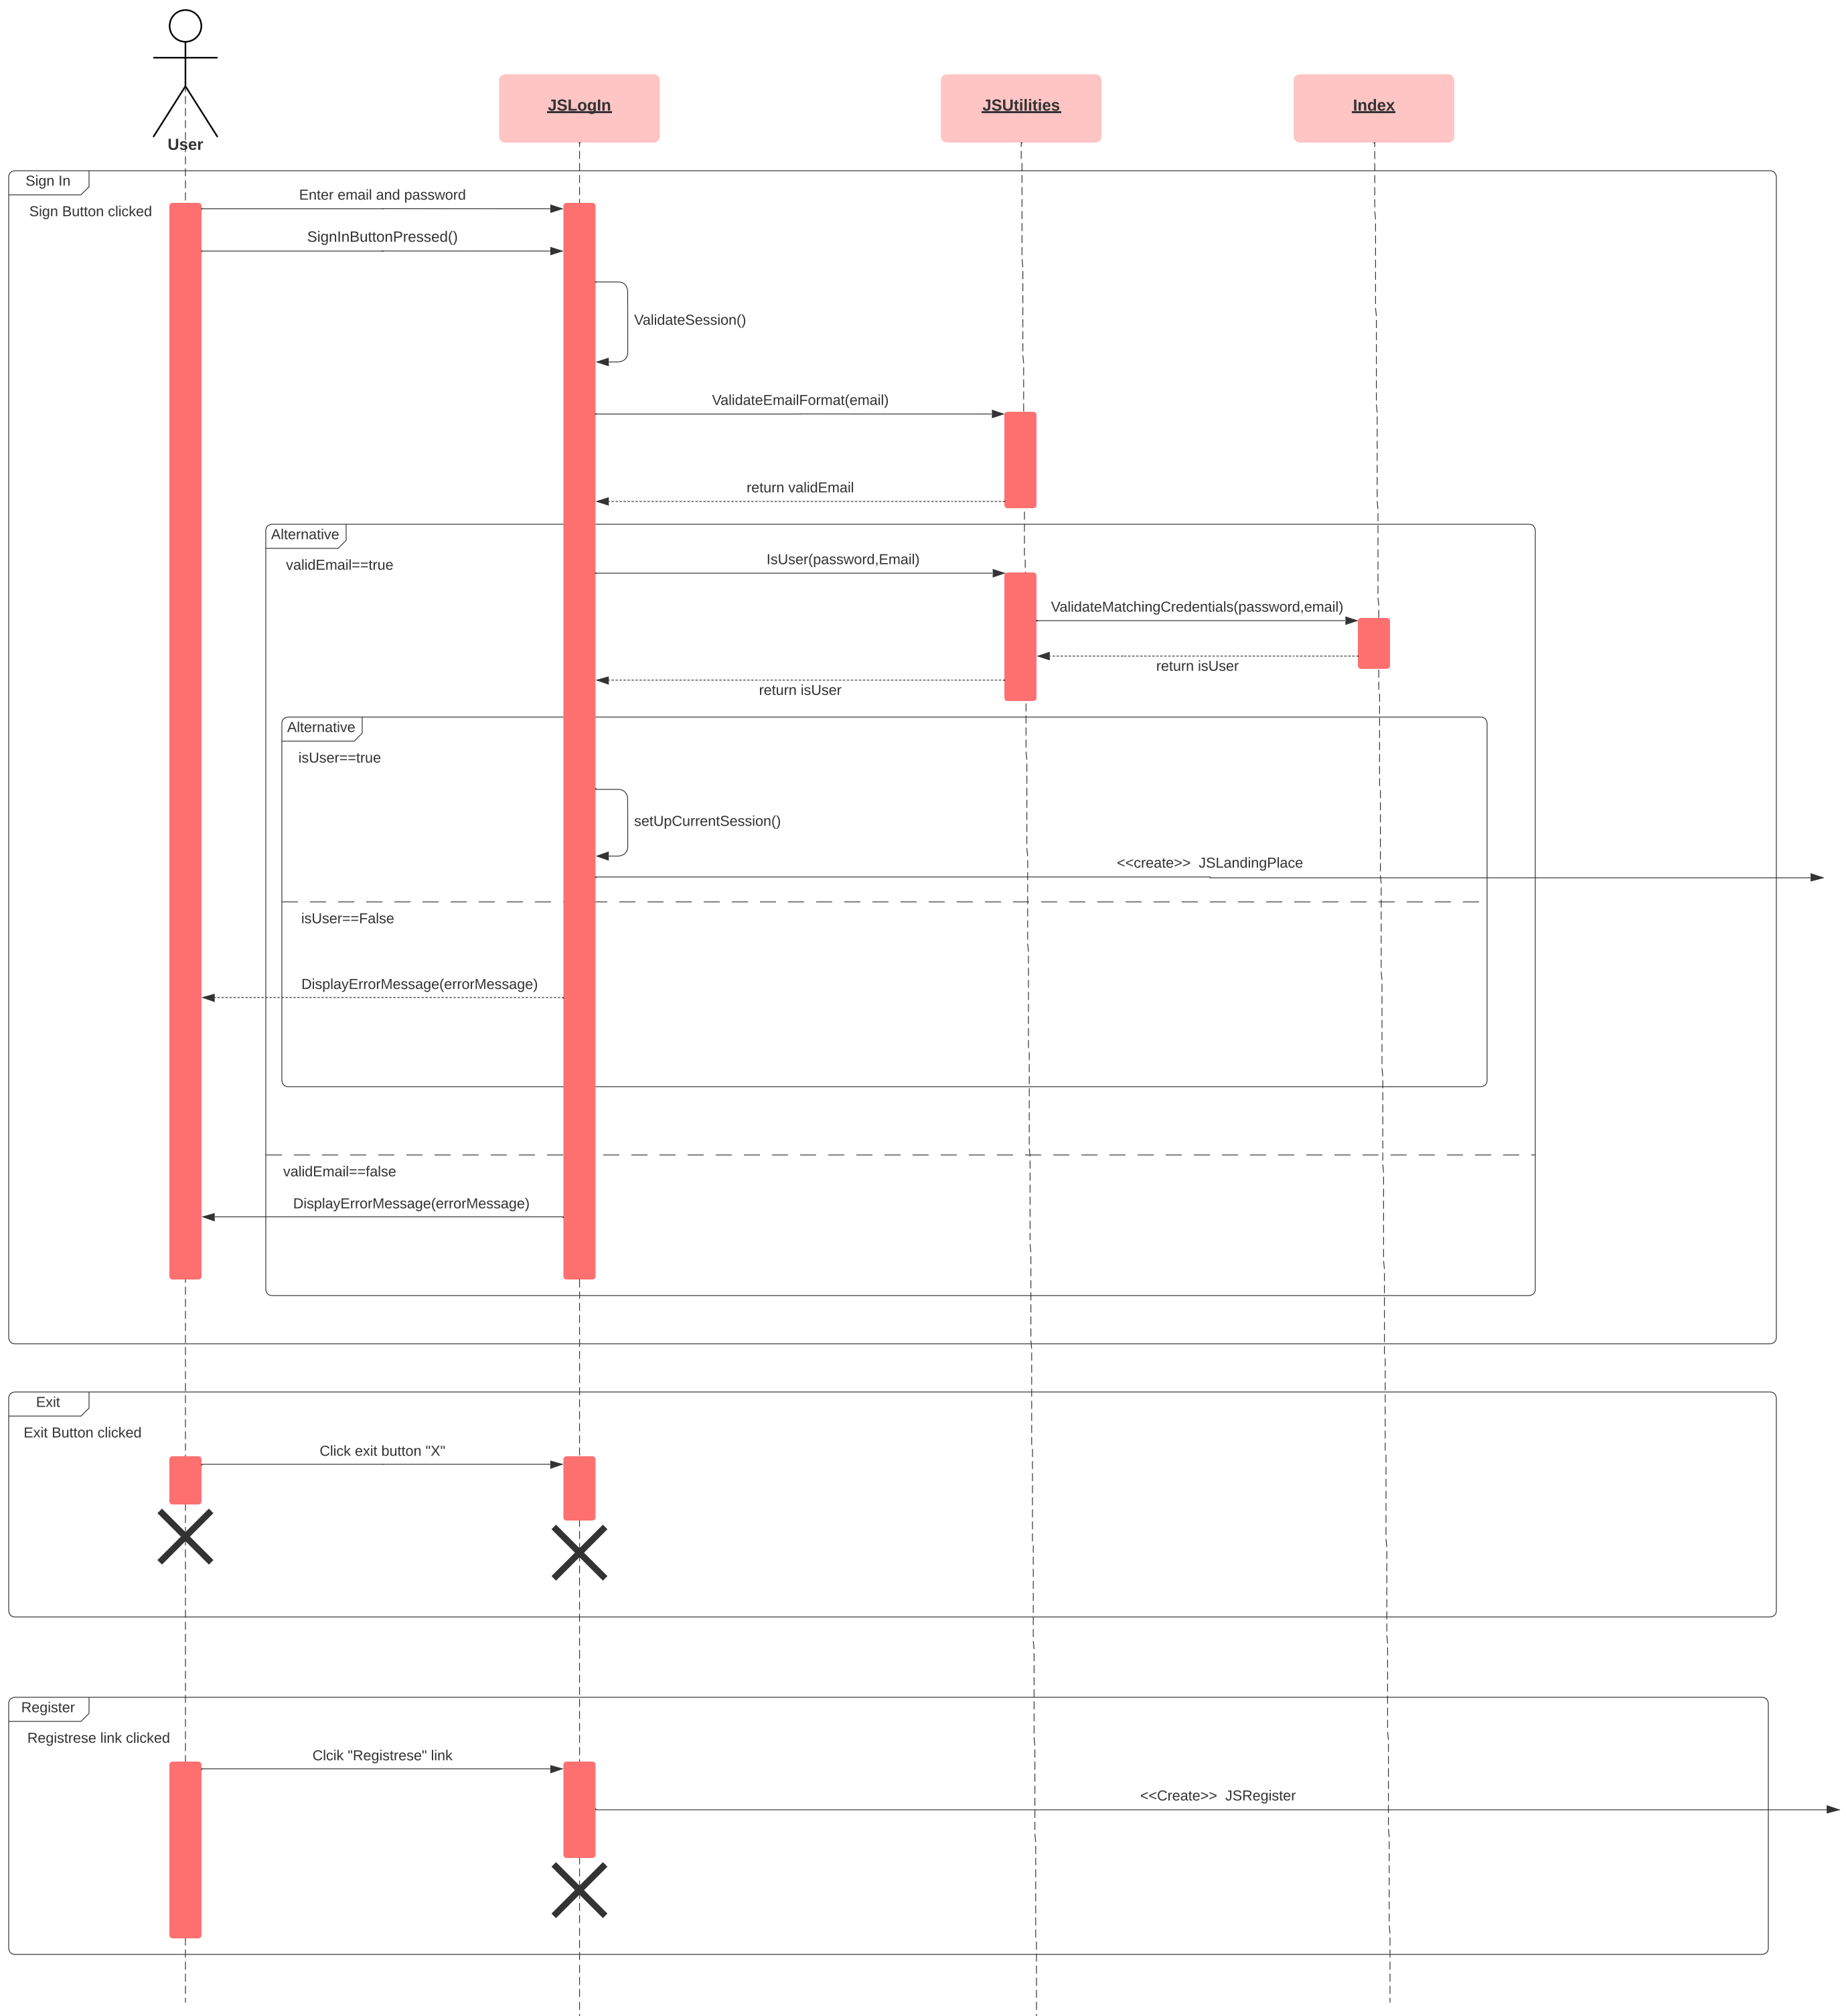 User
JSLogIn
JSUtilities
Index
Sign In
Sign Button clicked
Enter email and password
SignInButtonPressed()
ValidateSession()
ValidateEmailFormat(email)
return validEmail
Alternative
validEmail==true
IsUser(password,Email)
ValidateMatchingCredentials(password,email)
return isUser
return isUser
Alternative
isUser==true
setUpCurrentSession()
<<create>> JSLandingPlace
isUser==False
DisplayErrorMessage(errorMessage)
validEmail==false
DisplayErrorMessage(errorMessage)
Exit
Exit Button clicked
Click exit button "X"
Register
Registrese link clicked
Clcik "Registrese" link
<<Create>> JSRegister